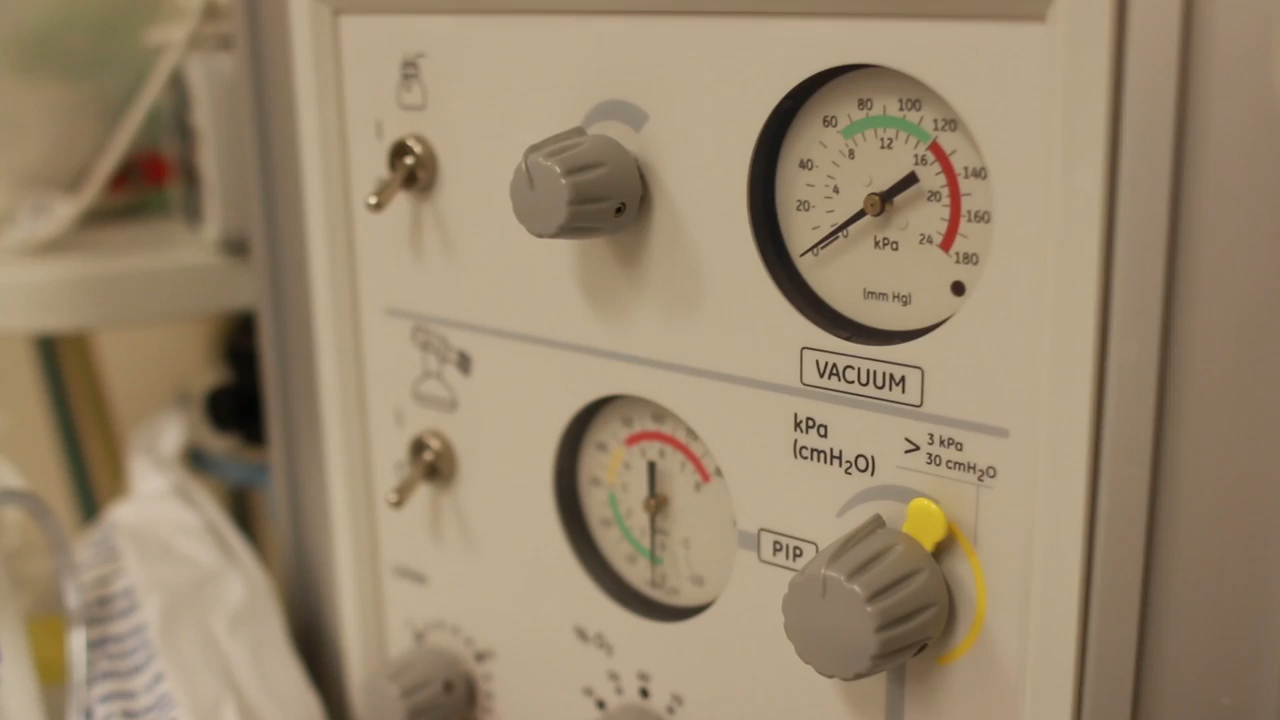 80 100
60 120
8 12 16
40 140
4 20
20 160
0 0
kPa 24
180
(mm Hg)
VACUUM
kPa
(cmH₂O)
> 3 kPa
30 cmH₂O
PIP